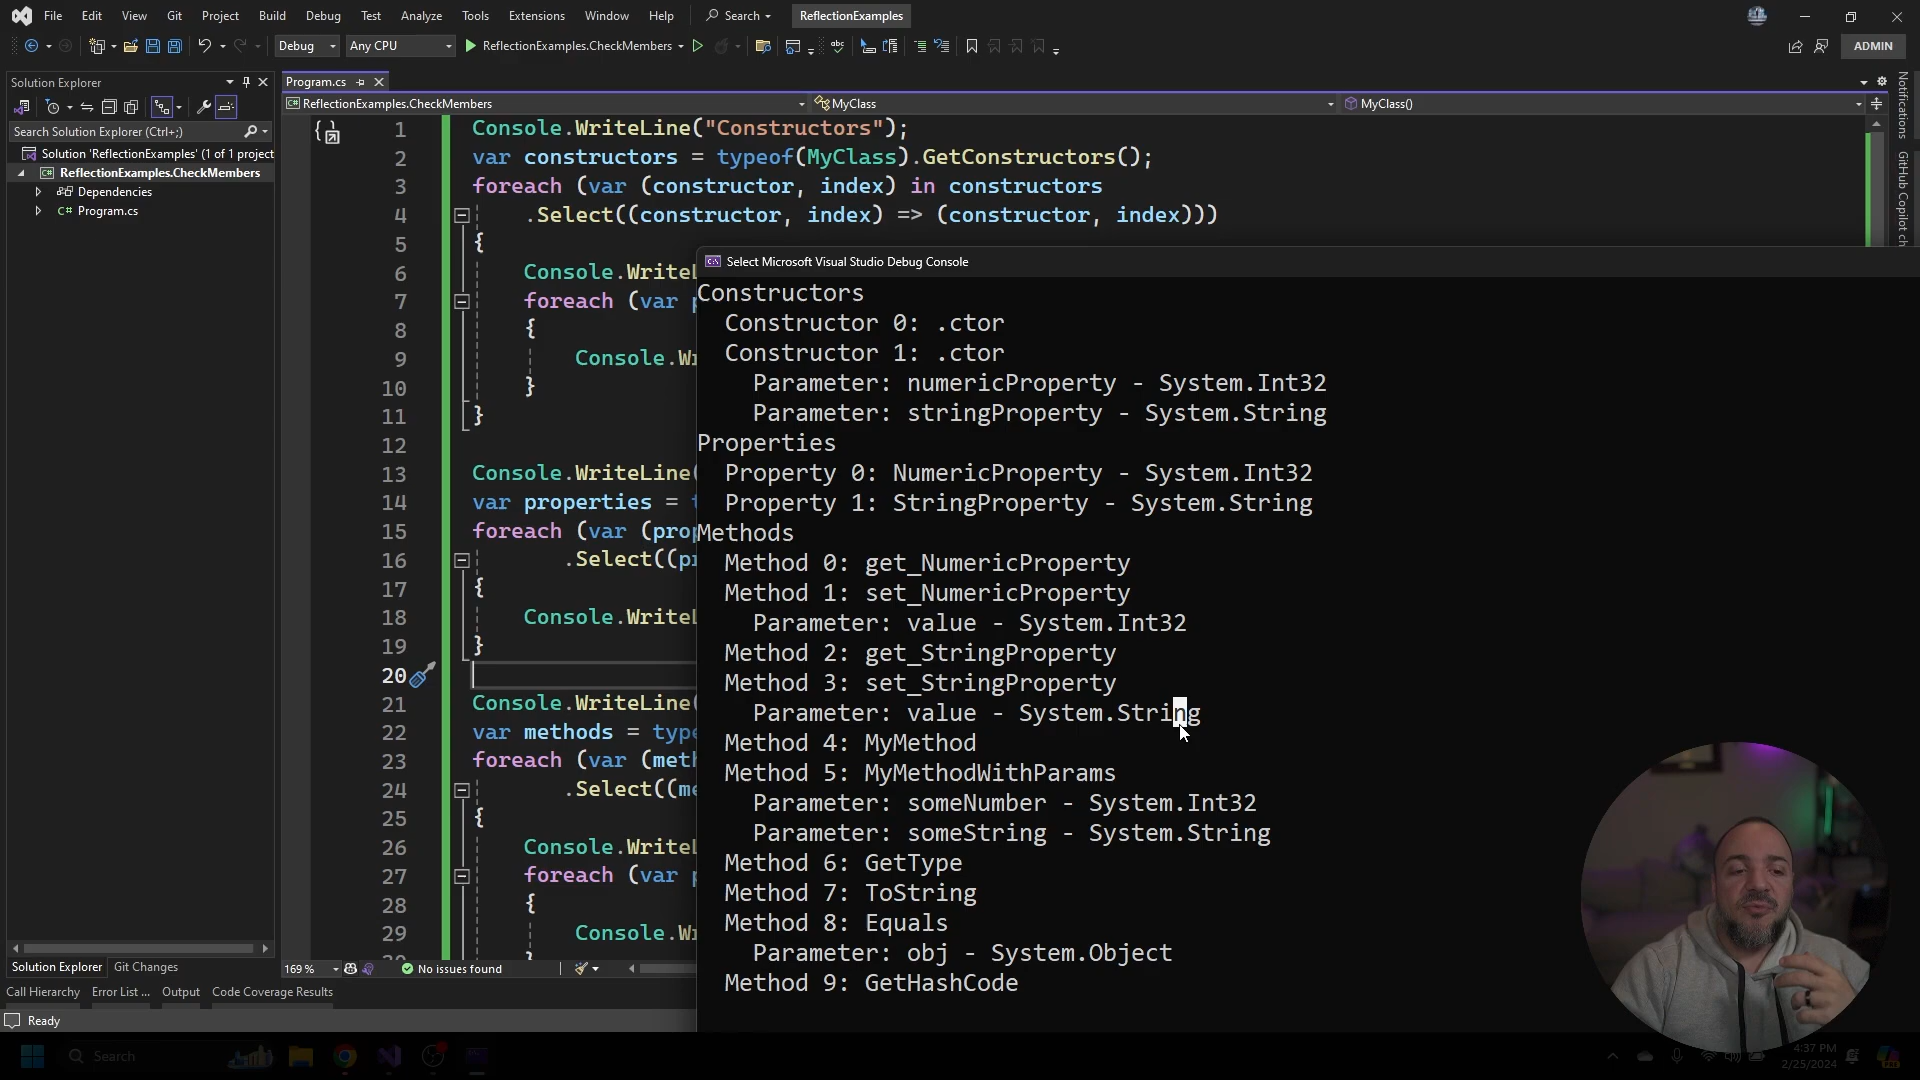 File Edit View Git Project Build Debug Test Analyze Tools Extensions Window Help Search ReflectionExamples
Debug Any CPU ReflectionExamples.CheckMembers ADMIN
Solution Explorer
Search Solution Explorer (Ctrl+;)
Solution 'ReflectionExamples' (1 of 1 project
C# ReflectionExamples.CheckMembers
Dependencies
C# Program.cs
Program.cs
C# ReflectionExamples.CheckMembers MyClass MyClass()
1 Console.WriteLine("Constructors");
2 var constructors = typeof(MyClass).GetConstructors();
3 foreach (var (constructor, index) in constructors
4 .Select((constructor, index) => (constructor, index)))
5 {
6 Console.WriteL
7 foreach (var p
8 {
9 Console.Wr
10 }
11 }
12
13 Console.WriteLine(
14 var properties = t
15 foreach (var (prop
16 .Select((pr
17 {
18 Console.WriteL
19 }
20
21 Console.WriteLine(
22 var methods = type
23 foreach (var (meth
24 .Select((me
25 {
26 Console.WriteL
27 foreach (var p
28 {
29 Console.Wr
Select Microsoft Visual Studio Debug Console
Constructors
Constructor 0: .ctor
Constructor 1: .ctor
Parameter: numericProperty - System.Int32
Parameter: stringProperty - System.String
Properties
Property 0: NumericProperty - System.Int32
Property 1: StringProperty - System.String
Methods
Method 0: get_NumericProperty
Method 1: set_NumericProperty
Parameter: value - System.Int32
Method 2: get_StringProperty
Method 3: set_StringProperty
Parameter: value - System.String
Method 4: MyMethod
Method 5: MyMethodWithParams
Parameter: someNumber - System.Int32
Parameter: someString - System.String
Method 6: GetType
Method 7: ToString
Method 8: Equals
Parameter: obj - System.Object
Method 9: GetHashCode
Notifications
GitHub Copilot ch
169 % No issues found
Solution Explorer Git Changes
Call Hierarchy Error List ... Output Code Coverage Results
Ready
Search
4:37 PM
2/25/2024